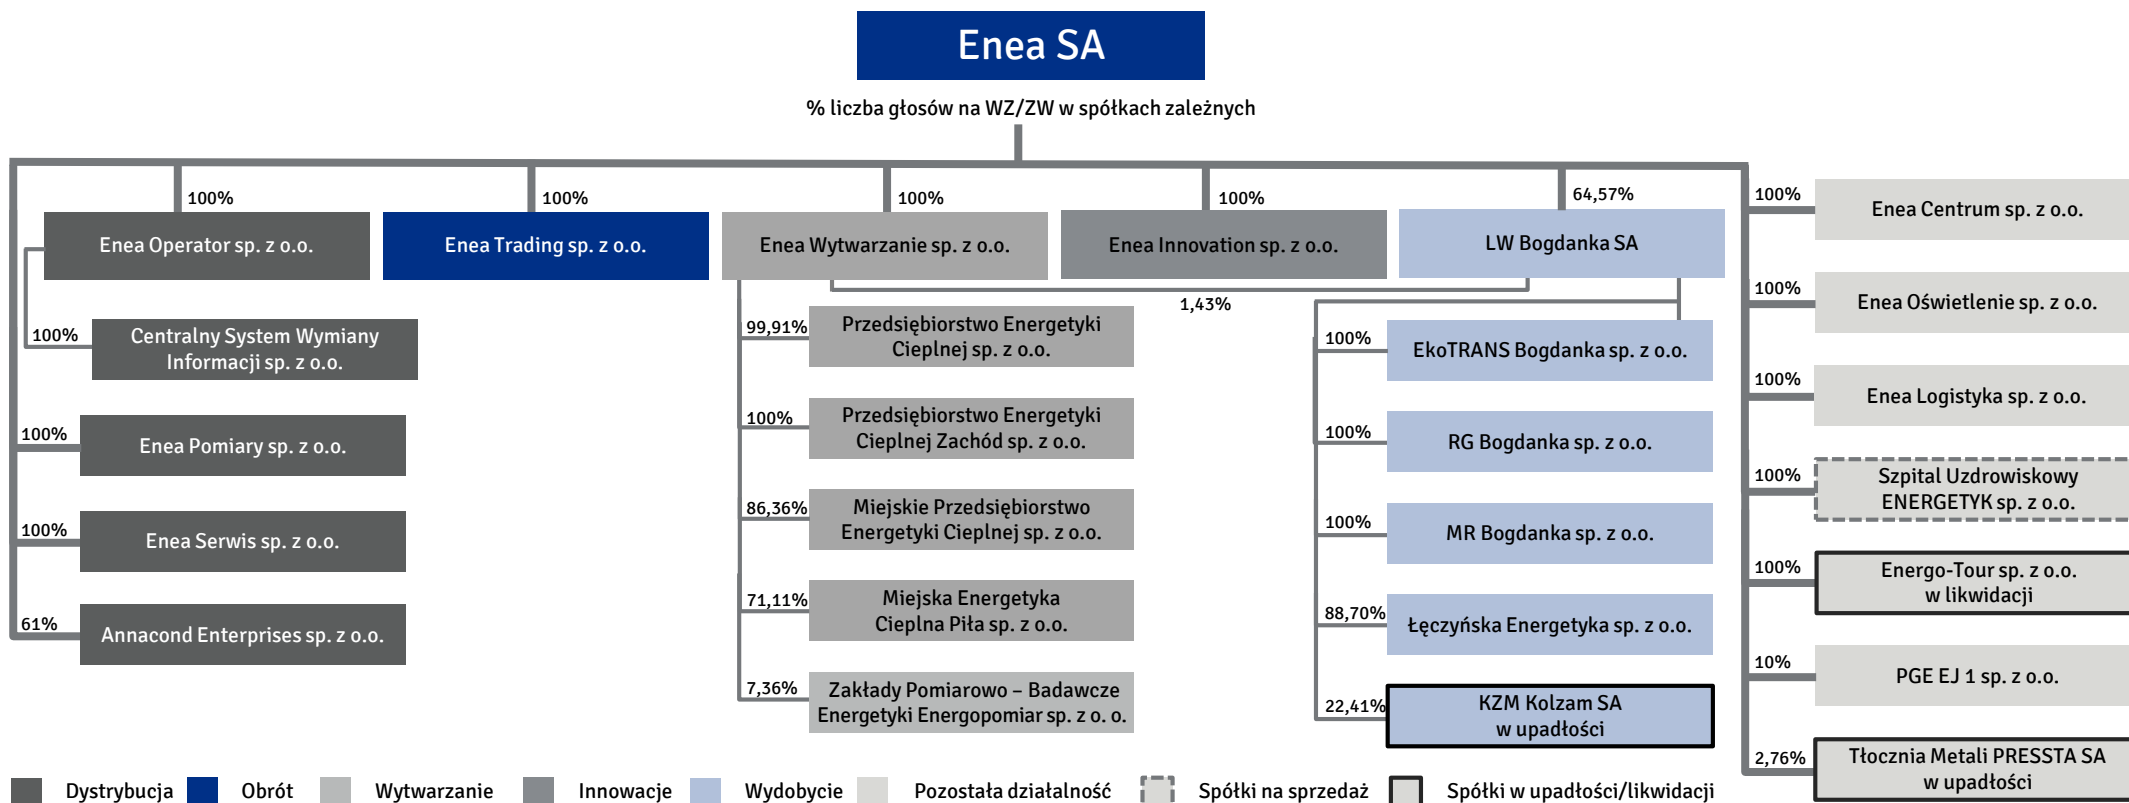 Enea SA
% liczba głosów na WZ/ZW w spółkach zależnych
100%
Enea Operator sp. z o.o.
100%
Centralny System Wymiany
Informacji sp. z o.o.
100%
Enea Pomiary sp. z o.o.
100%
Enea Serwis sp. z o.o.
61%
Annacond Enterprises sp. z o.o.
100%
Enea Trading sp. z o.o.
100%
Enea Wytwarzanie sp. z o.o.
99,91%
Przedsiębiorstwo Energetyki
Cieplnej sp. z o.o.
100%
Przedsiębiorstwo Energetyki
Cieplnej Zachód sp. z o.o.
86,36%
Miejskie Przedsiębiorstwo
Energetyki Cieplnej sp. z o.o.
71,11%
Miejska Energetyka
Cieplna Piła sp. z o.o.
7,36%
Zakłady Pomiarowo – Badawcze
Energetyki Energopomiar sp. z o. o.
100%
Enea Innovation sp. z o.o.
1,43%
64,57%
LW Bogdanka SA
100%
EkoTRANS Bogdanka sp. z o.o.
100%
RG Bogdanka sp. z o.o.
100%
MR Bogdanka sp. z o.o.
88,70%
Łęczyńska Energetyka sp. z o.o.
22,41%
KZM Kolzam SA
w upadłości
100%
Enea Centrum sp. z o.o.
100%
Enea Oświetlenie sp. z o.o.
100%
Enea Logistyka sp. z o.o.
100%
Szpital Uzdrowiskowy
ENERGETYK sp. z o.o.
100%
Energo-Tour sp. z o.o.
w likwidacji
10%
PGE EJ 1 sp. z o.o.
2,76%
Tłocznia Metali PRESSTA SA
w upadłości
Dystrybucja
Obrót
Wytwarzanie
Innowacje
Wydobycie
Pozostała działalność
Spółki na sprzedaż
Spółki w upadłości/likwidacji